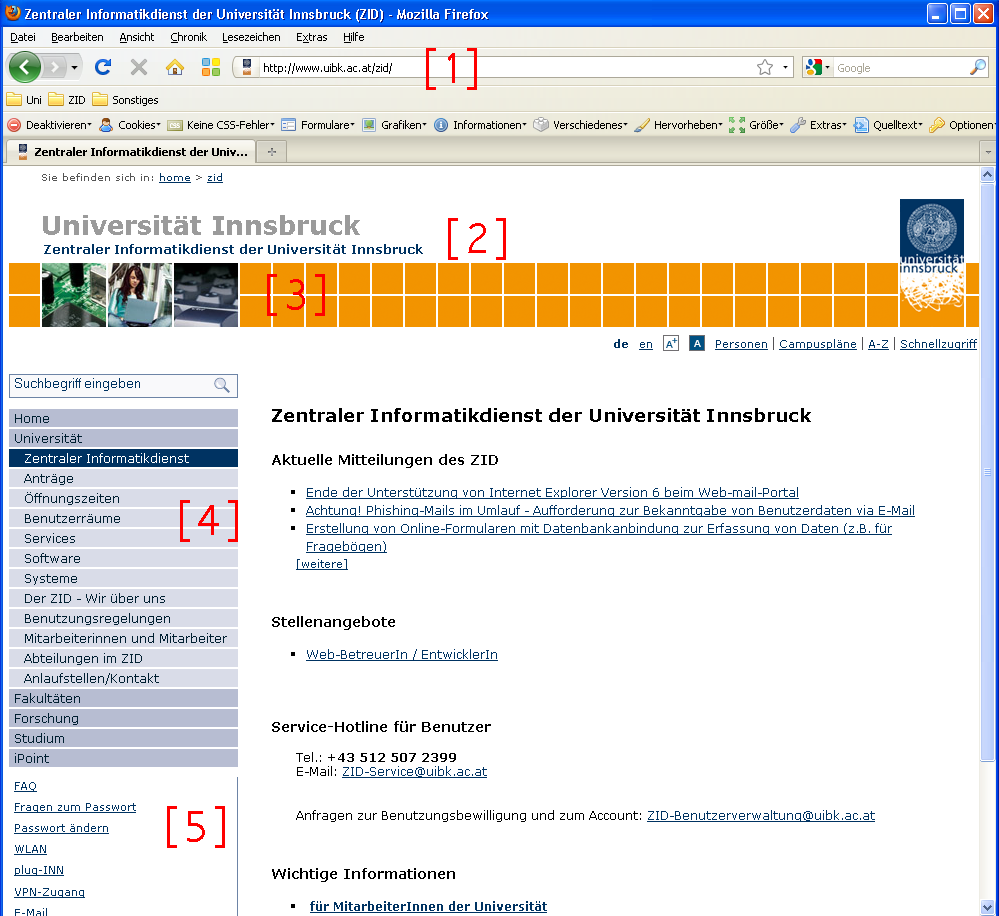 Zentraler Informatikdienst der Universität Innsbruck (ZID) - Mozilla Firefox
Datei Bearbeiten Ansicht Chronik Lesezeichen Extras Hilfe
http://www.uibk.ac.at/zid/
[1]
Google
Uni ZID Sonstiges
Deaktivieren Cookies Keine CSS-Fehler Formulare Grafiken Informationen Verschiedenes Hervorheben Größe Extras Quelltext Optionen
Zentraler Informatikdienst der Univ...
Sie befinden sich in: home > zid
Universität Innsbruck
Zentraler Informatikdienst der Universität Innsbruck
[2]
universität
innsbruck
[3]
de en A+ A Personen | Campuspläne | A-Z | Schnellzugriff
Suchbegriff eingeben
Home
Universität
Zentraler Informatikdienst
Anträge
Öffnungszeiten
Benutzerräume
[4]
Services
Software
Systeme
Der ZID - Wir über uns
Benutzungsregelungen
Mitarbeiterinnen und Mitarbeiter
Abteilungen im ZID
Anlaufstellen/Kontakt
Fakultäten
Forschung
Studium
iPoint
FAQ
Fragen zum Passwort
Passwort ändern
[5]
WLAN
plug-INN
VPN-Zugang
E-Mail
Zentraler Informatikdienst der Universität Innsbruck
Aktuelle Mitteilungen des ZID
Ende der Unterstützung von Internet Explorer Version 6 beim Web-mail-Portal
Achtung! Phishing-Mails im Umlauf - Aufforderung zur Bekanntgabe von Benutzerdaten via E-Mail
Erstellung von Online-Formularen mit Datenbankanbindung zur Erfassung von Daten (z.B. für
Fragebögen)
[weitere]
Stellenangebote
Web-BetreuerIn / EntwicklerIn
Service-Hotline für Benutzer
Tel.: +43 512 507 2399
E-Mail: ZID-Service@uibk.ac.at
Anfragen zur Benutzungsbewilligung und zum Account: ZID-Benutzerverwaltung@uibk.ac.at
Wichtige Informationen
für MitarbeiterInnen der Universität